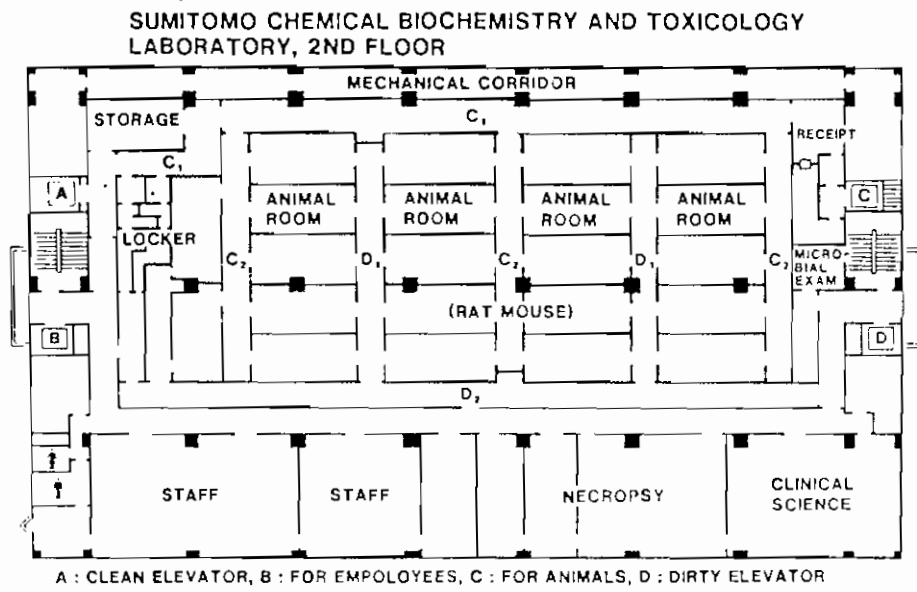 SUMITOMO CHEMICAL BIOCHEMISTRY AND TOXICOLOGY
LABORATORY, 2ND FLOOR
MECHANICAL CORRIDOR
STORAGE
C₁
RECEIPT
C₁
A
ANIMAL
ROOM
ANIMAL
ROOM
ANIMAL
ROOM
ANIMAL
ROOM
C
LOCKER
C₂
D₁
C₂
D₁
C₂
MICRO-
BIAL
EXAM
(RAT MOUSE)
B
D
D₂
STAFF
STAFF
NECROPSY
CLINICAL
SCIENCE
A : CLEAN ELEVATOR, B : FOR EMPOLOYEES, C : FOR ANIMALS, D : DIRTY ELEVATOR